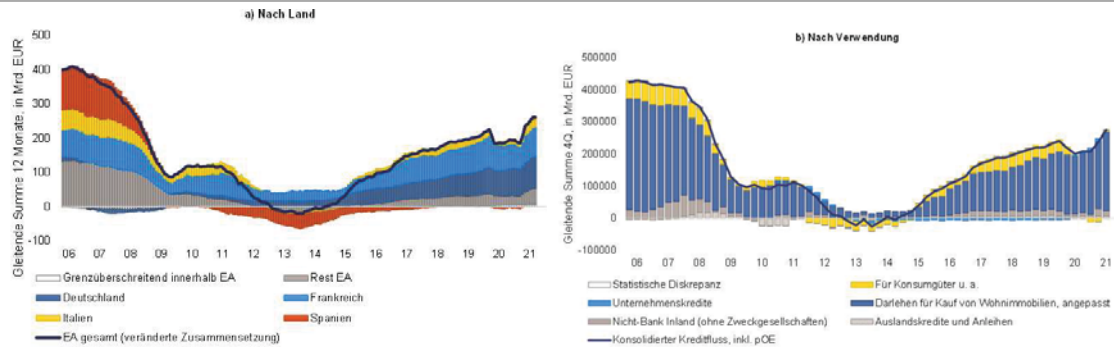 a) Nach Land
Gleitende Summe 12 Monate, in Mrd. EUR
500
400
300
200
100
0
-100
06 07 08 09 10 11 12 13 14 15 16 17 18 19 20 21
Grenzüberschreitend innerhalb EA
Rest EA
Deutschland
Frankreich
Italien
Spanien
EA gesamt (veränderte Zusammensetzung)
b) Nach Verwendung
Gleitende Summe 4Q, in Mrd. EUR
500000
400000
300000
200000
100000
0
-100000
06 07 08 09 10 11 12 13 14 15 16 17 18 19 20 21
Statistische Diskrepanz
Für Konsumgüter u. a.
Unternehmenskredite
Darlehen für Kauf von Wohnimmobilien, angepasst
Nicht-Bank Inland (ohne Zweckgesellschaften)
Auslandskredite und Anleihen
Konsolidierter Kreditfluss, inkl. pOE